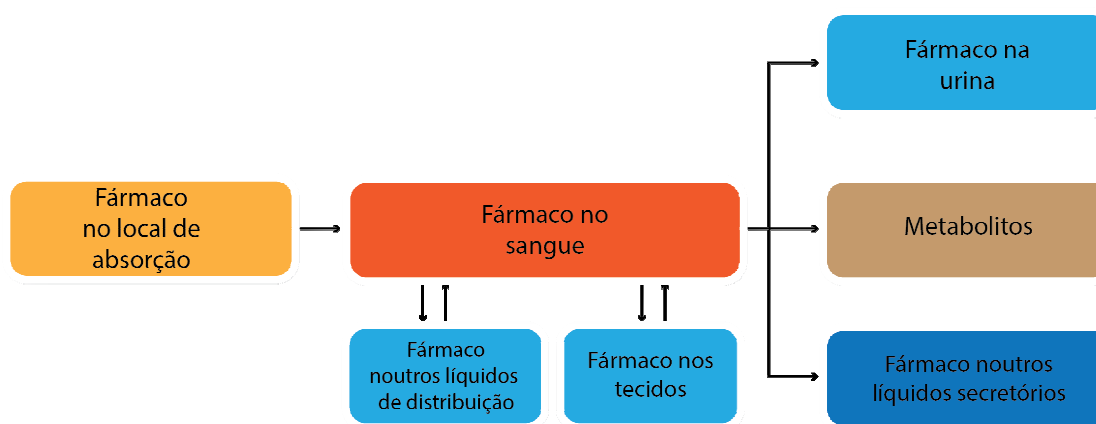 Fármaco na
urina
Fármaco
no local de
absorção
Fármaco no
sangue
Metabolitos
Fármaco
noutros líquidos
de distribuição
Fármaco nos
tecidos
Fármaco noutros
líquidos secretórios